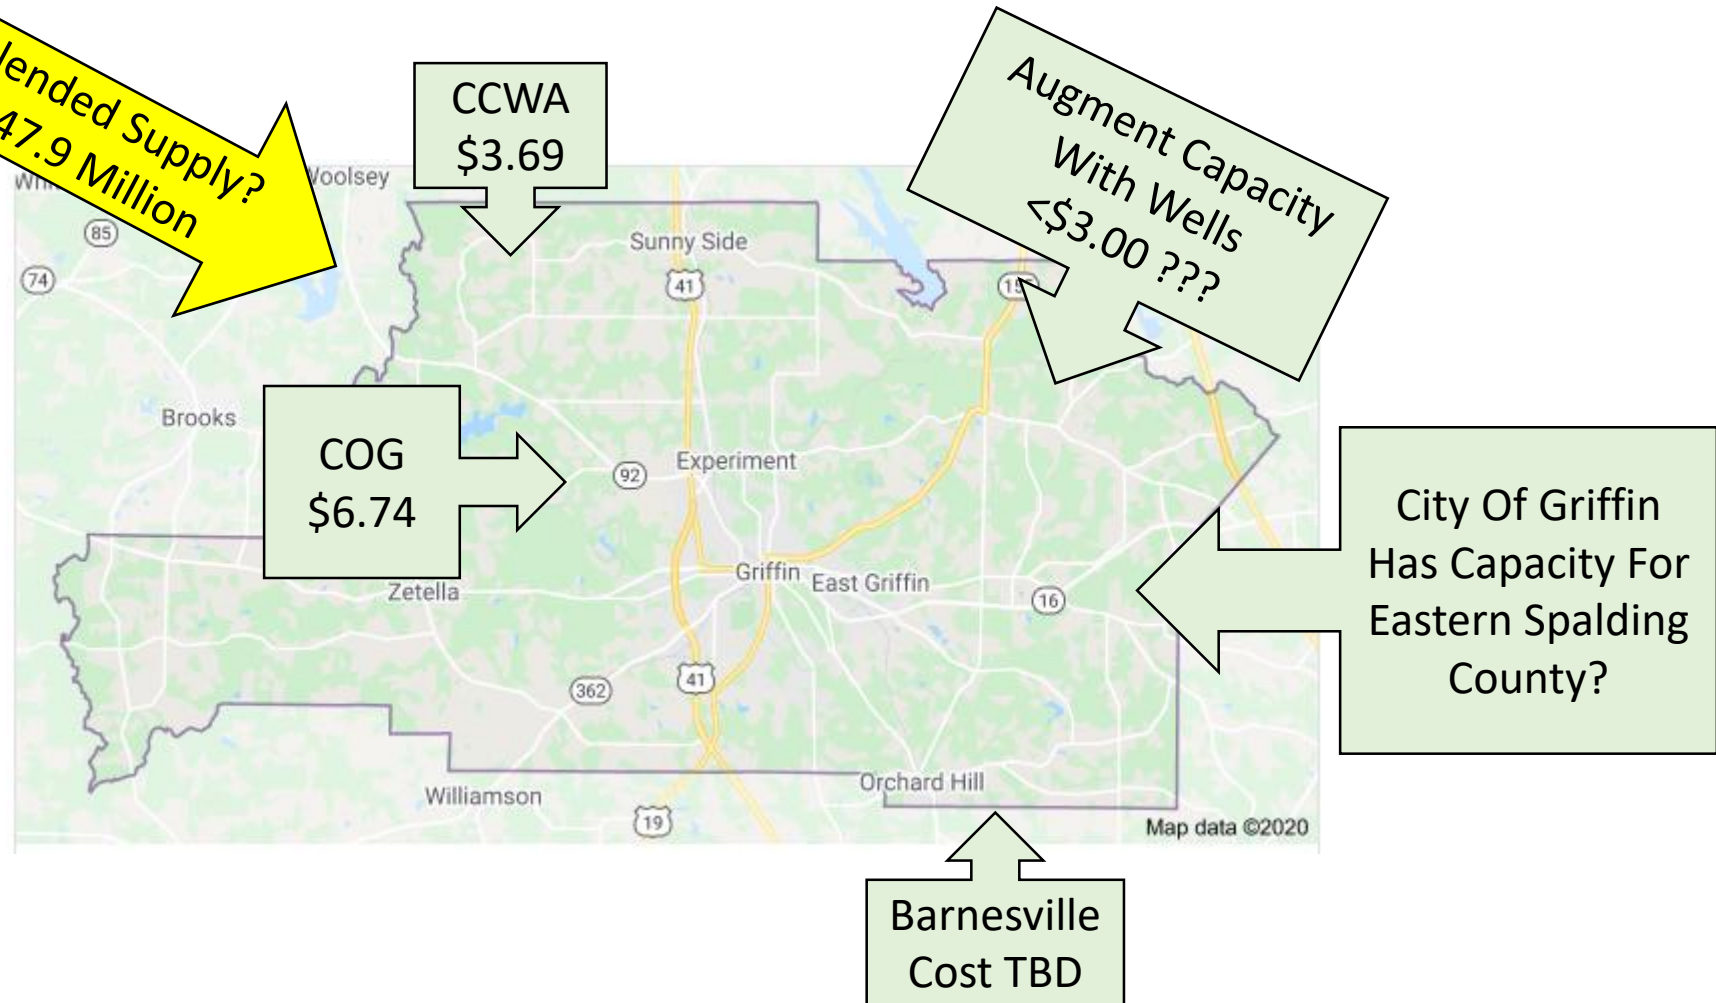 lended Supply?
47.9 Million
CCWA
$3.69
Augment Capacity
With Wells
<$3.00 ???
Woolsey
85
74
Sunny Side
41
Brooks
COG
$6.74
92
Experiment
City Of Griffin
Has Capacity For
Eastern Spalding
County?
Griffin
East Griffin
Zetella
16
362
41
Orchard Hill
Williamson
19
Map data ©2020
Barnesville
Cost TBD